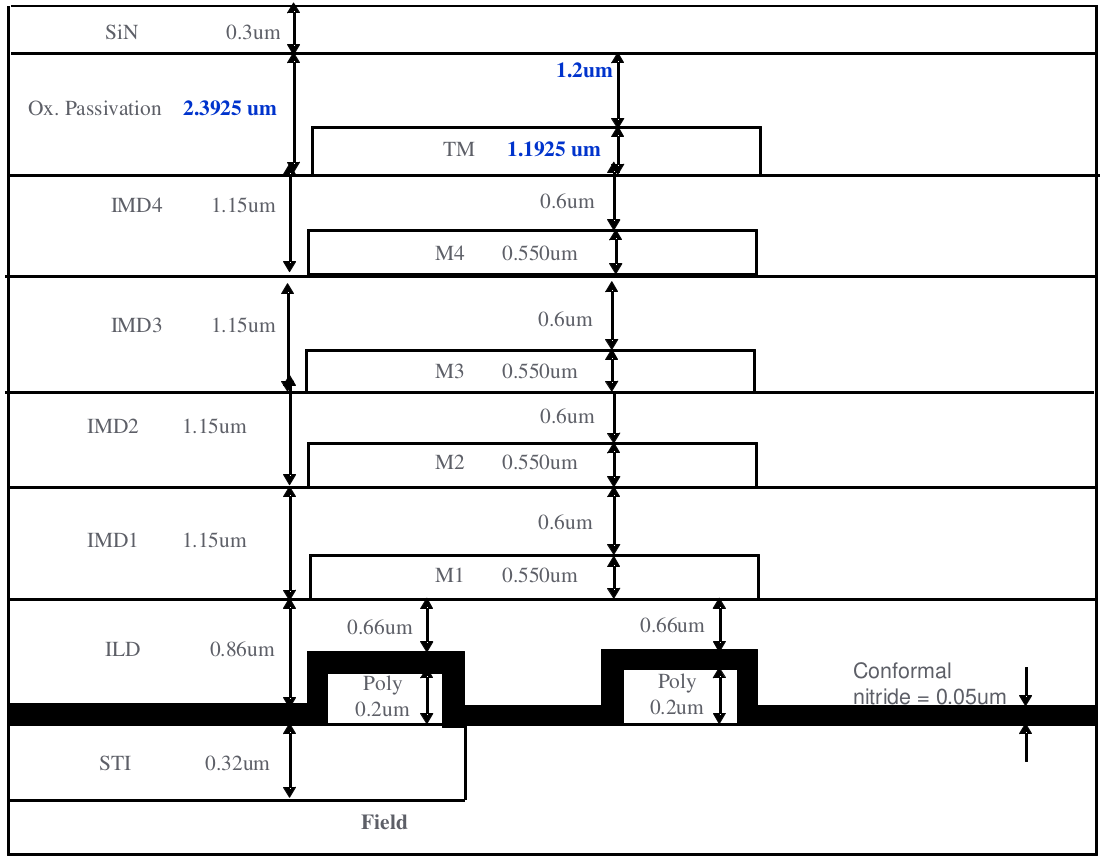 SiN 0.3um
1.2um
Ox. Passivation 2.3925 um
TM 1.1925 um
IMD4 1.15um 0.6um
M4 0.550um
IMD3 1.15um 0.6um
M3 0.550um
IMD2 1.15um 0.6um
M2 0.550um
IMD1 1.15um 0.6um
M1 0.550um
0.66um 0.66um
ILD 0.86um
Conformal
nitride = 0.05um
Poly
0.2um
Poly
0.2um
STI 0.32um
Field